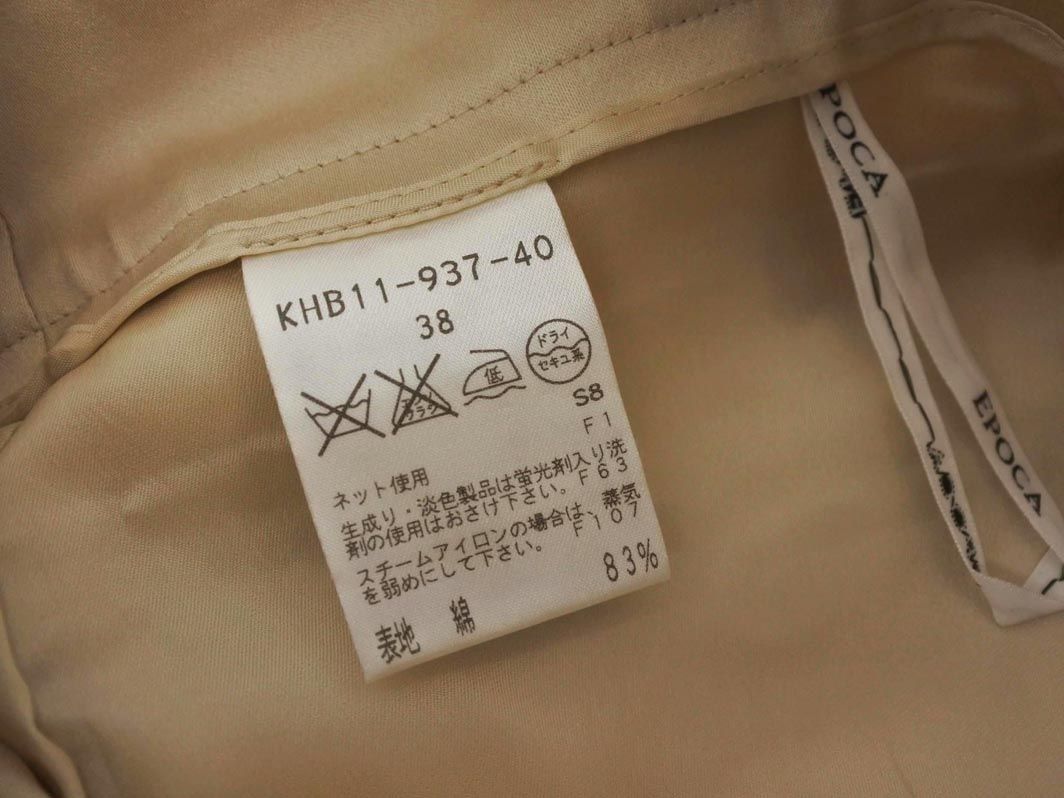 KHB11-937-40
38
低
ドライ
セキユ系
S8
F1
ネット使用
生成り・淡色製品は蛍光剤入り洗
剤の使用はおさけ下さい。F63
スチームアイロンの場合は、蒸気
を弱めにして下さい。 F107
表地 綿 83%
EPOCA
EPOCA